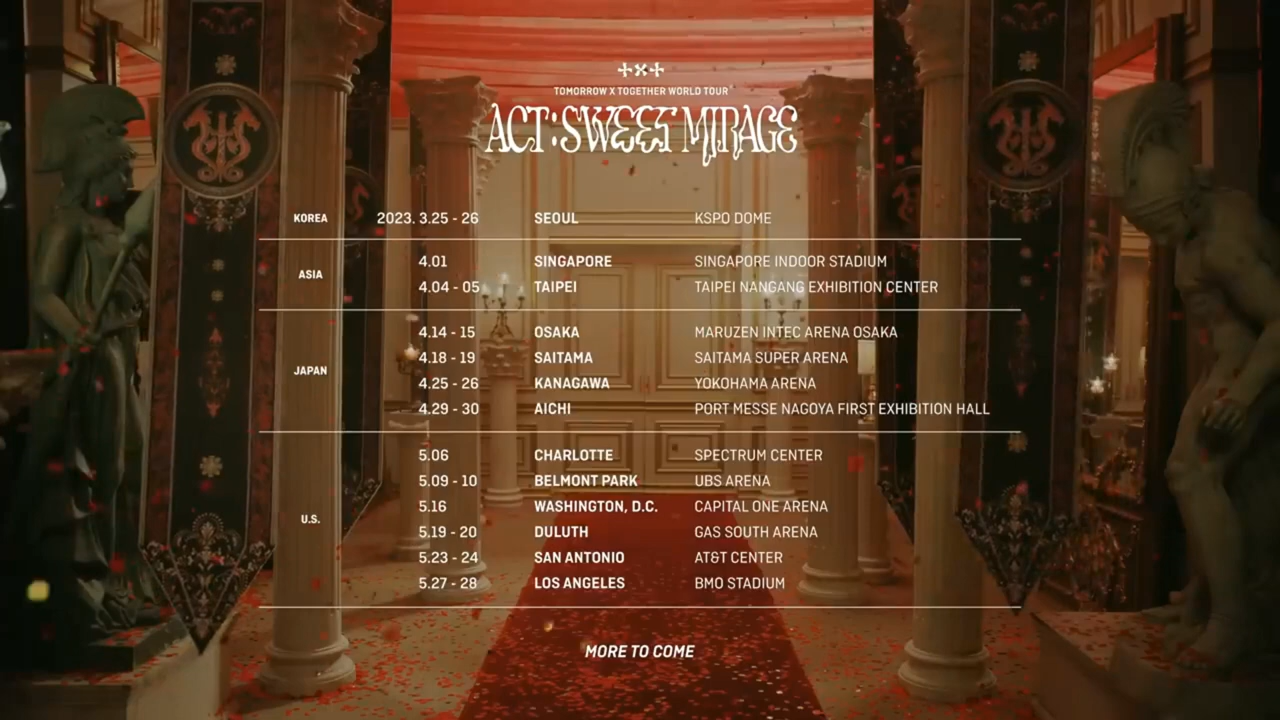 +×+
TOMORROW X TOGETHER WORLD TOUR
ACT : SWEET MIRAGE
KOREA 2023. 3.25 - 26 SEOUL KSPO DOME
ASIA 4.01 SINGAPORE SINGAPORE INDOOR STADIUM
4.04 - 05 TAIPEI TAIPEI NANGANG EXHIBITION CENTER
JAPAN 4.14 - 15 OSAKA MARUZEN INTEC ARENA OSAKA
4.18 - 19 SAITAMA SAITAMA SUPER ARENA
4.25 - 26 KANAGAWA YOKOHAMA ARENA
4.29 - 30 AICHI PORT MESSE NAGOYA FIRST EXHIBITION HALL
U.S. 5.06 CHARLOTTE SPECTRUM CENTER
5.09 - 10 BELMONT PARK UBS ARENA
5.16 WASHINGTON, D.C. CAPITAL ONE ARENA
5.19 - 20 DULUTH GAS SOUTH ARENA
5.23 - 24 SAN ANTONIO AT&T CENTER
5.27 - 28 LOS ANGELES BMO STADIUM
MORE TO COME